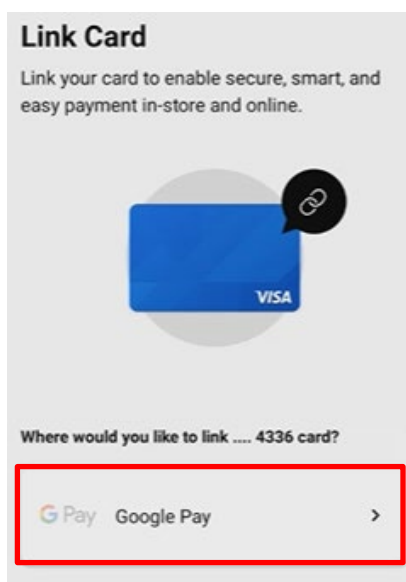 Link Card
Link your card to enable secure, smart, and
easy payment in-store and online.
VISA
Where would you like to link .... 4336 card?
G Pay Google Pay >